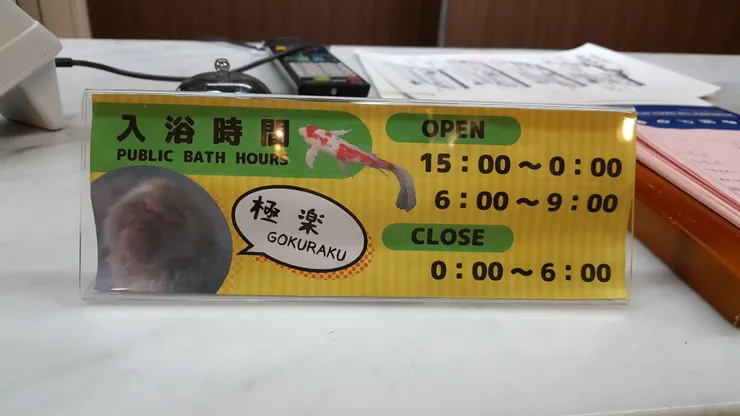 入浴時間
PUBLIC BATH HOURS
極楽
GOKURAKU
OPEN
15:00〜0:00
6:00〜9:00
CLOSE
0:00〜6:00